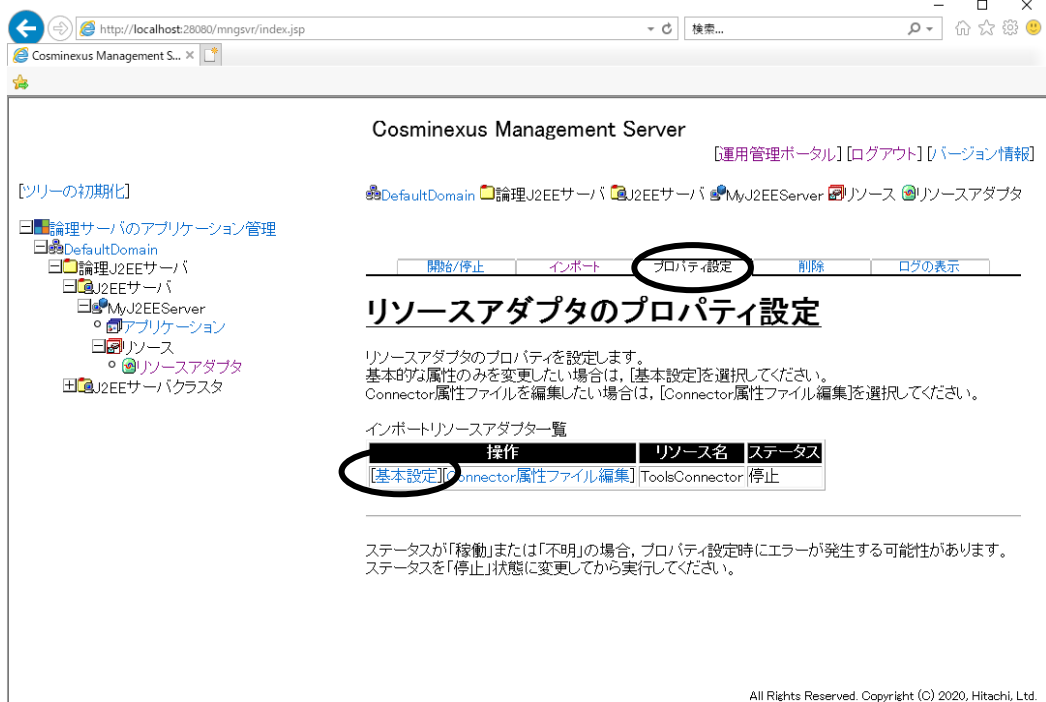 http://localhost:28080/mngsvr/index.jsp
検索...
Cosminexus Management S...
Cosminexus Management Server
[運用管理ポータル] [ログアウト] [バージョン情報]
[ツリーの初期化]
DefaultDomain 論理J2EEサーバ J2EEサーバ MyJ2EEServer リソース リソースアダプタ
論理サーバのアプリケーション管理
DefaultDomain
論理J2EEサーバ
J2EEサーバ
MyJ2EEServer
アプリケーション
リソース
リソースアダプタ
J2EEサーバクラスタ
開始/停止 インポート プロパティ設定 削除 ログの表示
リソースアダプタのプロパティ設定
リソースアダプタのプロパティを設定します。
基本的な属性のみを変更したい場合は, [基本設定]を選択してください。
Connector属性ファイルを編集したい場合は, [Connector属性ファイル編集]を選択してください。
インポートリソースアダプター覧
操作 リソース名 ステータス
[基本設定][Connector属性ファイル編集] ToolsConnector 停止
ステータスが「稼働」または「不明」の場合, プロパティ設定時にエラーが発生する可能性があります。
ステータスを「停止」状態に変更してから実行してください。
All Rights Reserved. Copyright (C) 2020, Hitachi, Ltd.